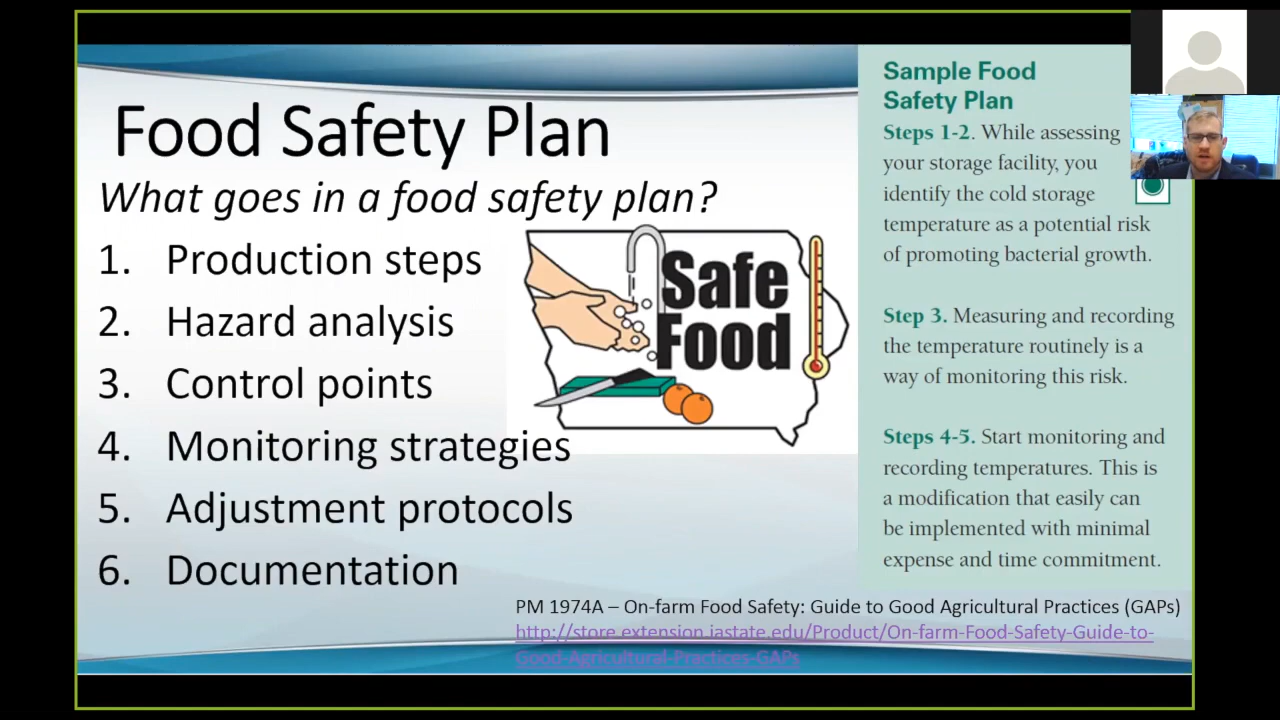 Food Safety Plan
What goes in a food safety plan?
1. Production steps
2. Hazard analysis
3. Control points
4. Monitoring strategies
5. Adjustment protocols
6. Documentation
Safe
Food
Sample Food
Safety Plan
Steps 1-2. While assessing
your storage facility, you
identify the cold storage
temperature as a potential risk
of promoting bacterial growth.
Step 3. Measuring and recording
the temperature routinely is a
way of monitoring this risk.
Steps 4-5. Start monitoring and
recording temperatures. This is
a modification that easily can
be implemented with minimal
expense and time commitment.
PM 1974A – On-farm Food Safety: Guide to Good Agricultural Practices (GAPs)
http://store.extension.iastate.edu/Product/On-farm-Food-Safety-Guide-to-
Good-Agricultural-Practices-GAPs